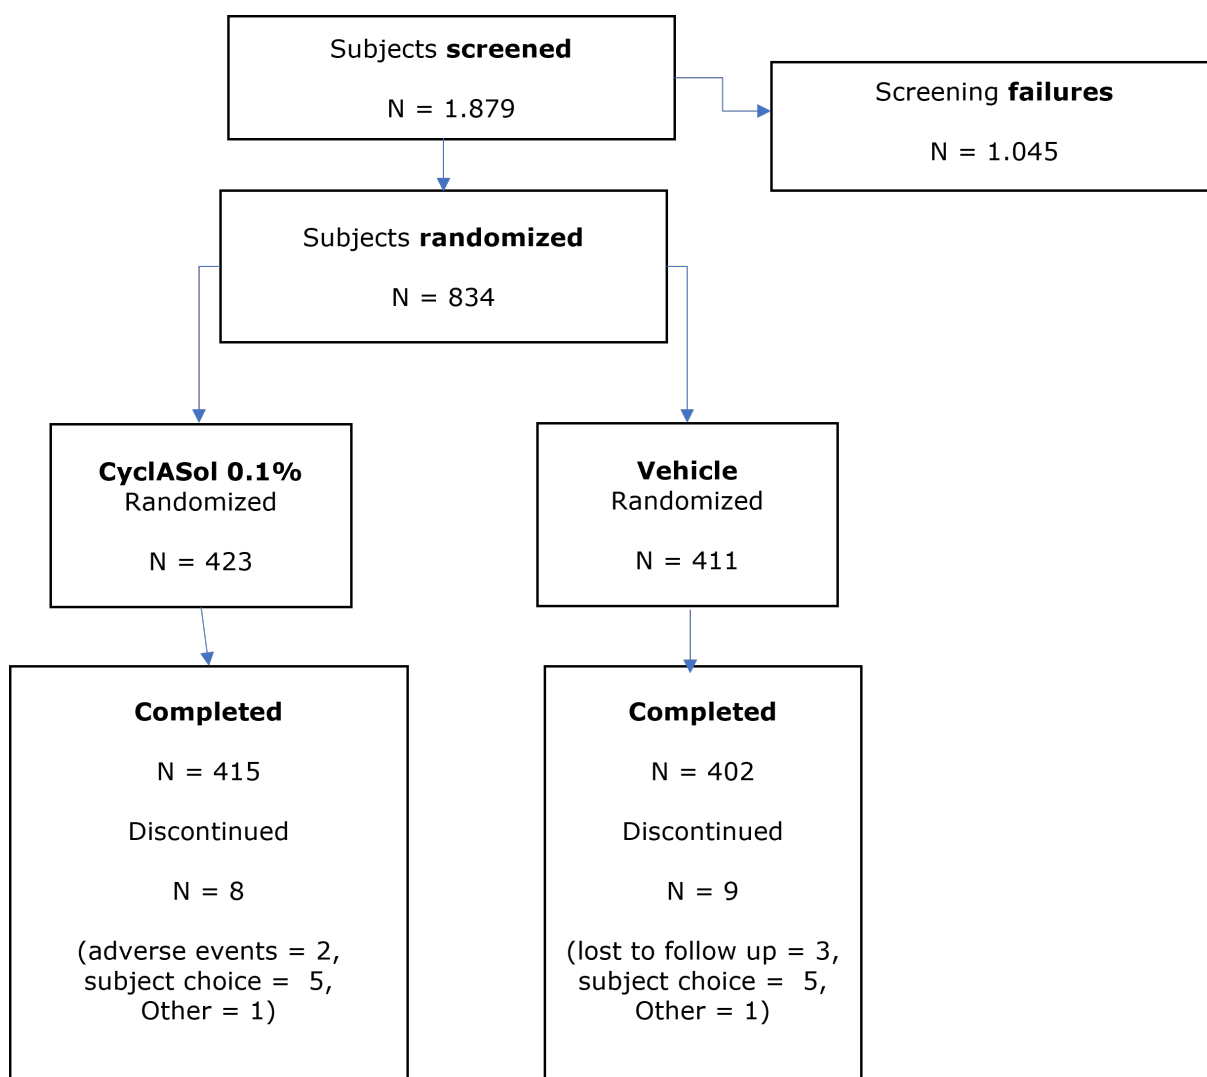 Subjects screened
N = 1.879
Screening failures
N = 1.045
Subjects randomized
N = 834
CyclASol 0.1%
Randomized
N = 423
Vehicle
Randomized
N = 411
Completed
N = 415
Discontinued
N = 8
(adverse events = 2,
subject choice =  5,
Other = 1)
Completed
N = 402
Discontinued
N = 9
(lost to follow up = 3,
subject choice =  5,
Other = 1)